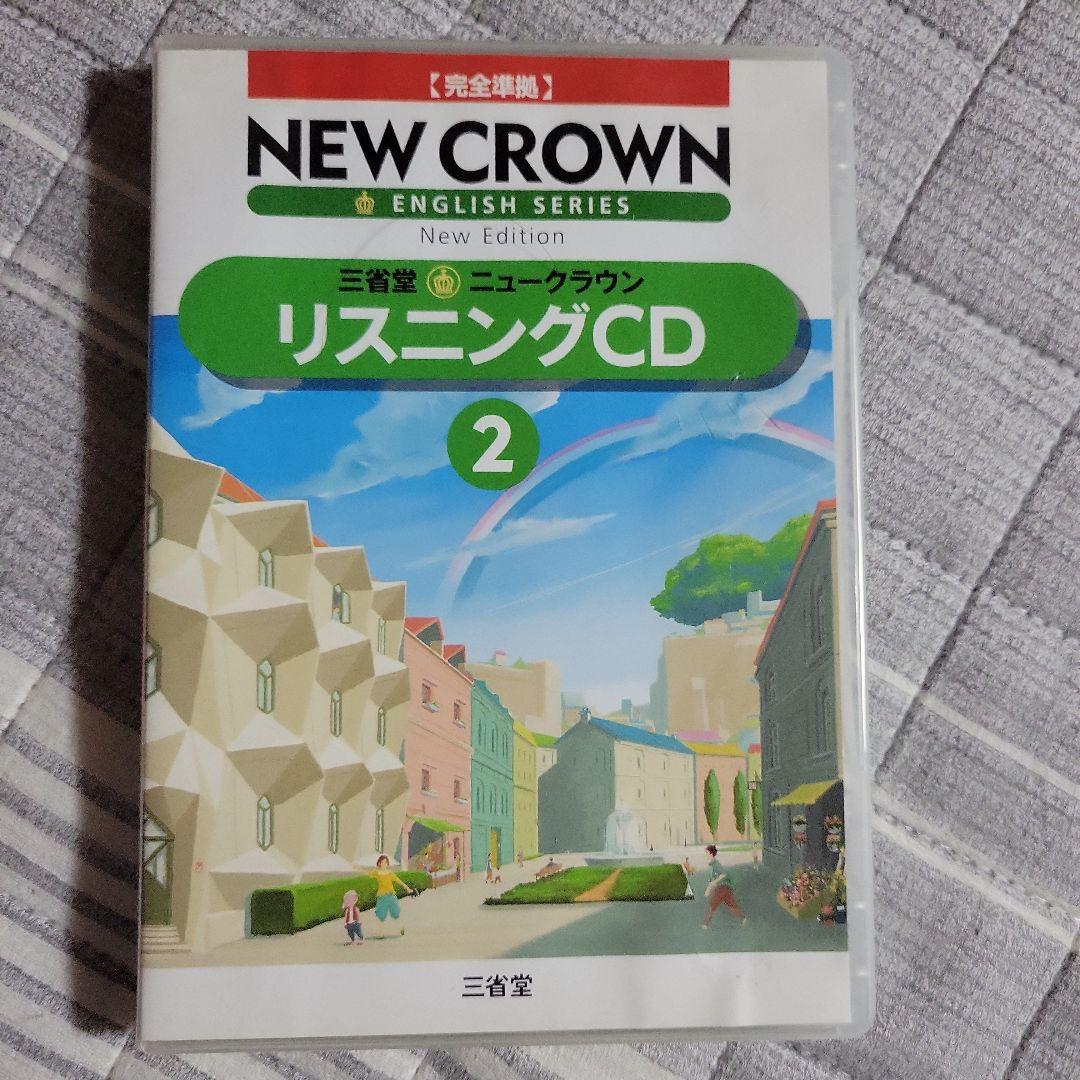 【完全準拠】
NEW CROWN
ENGLISH SERIES
New Edition
三省堂 ニュークラウン
リスニングCD
2
三省堂